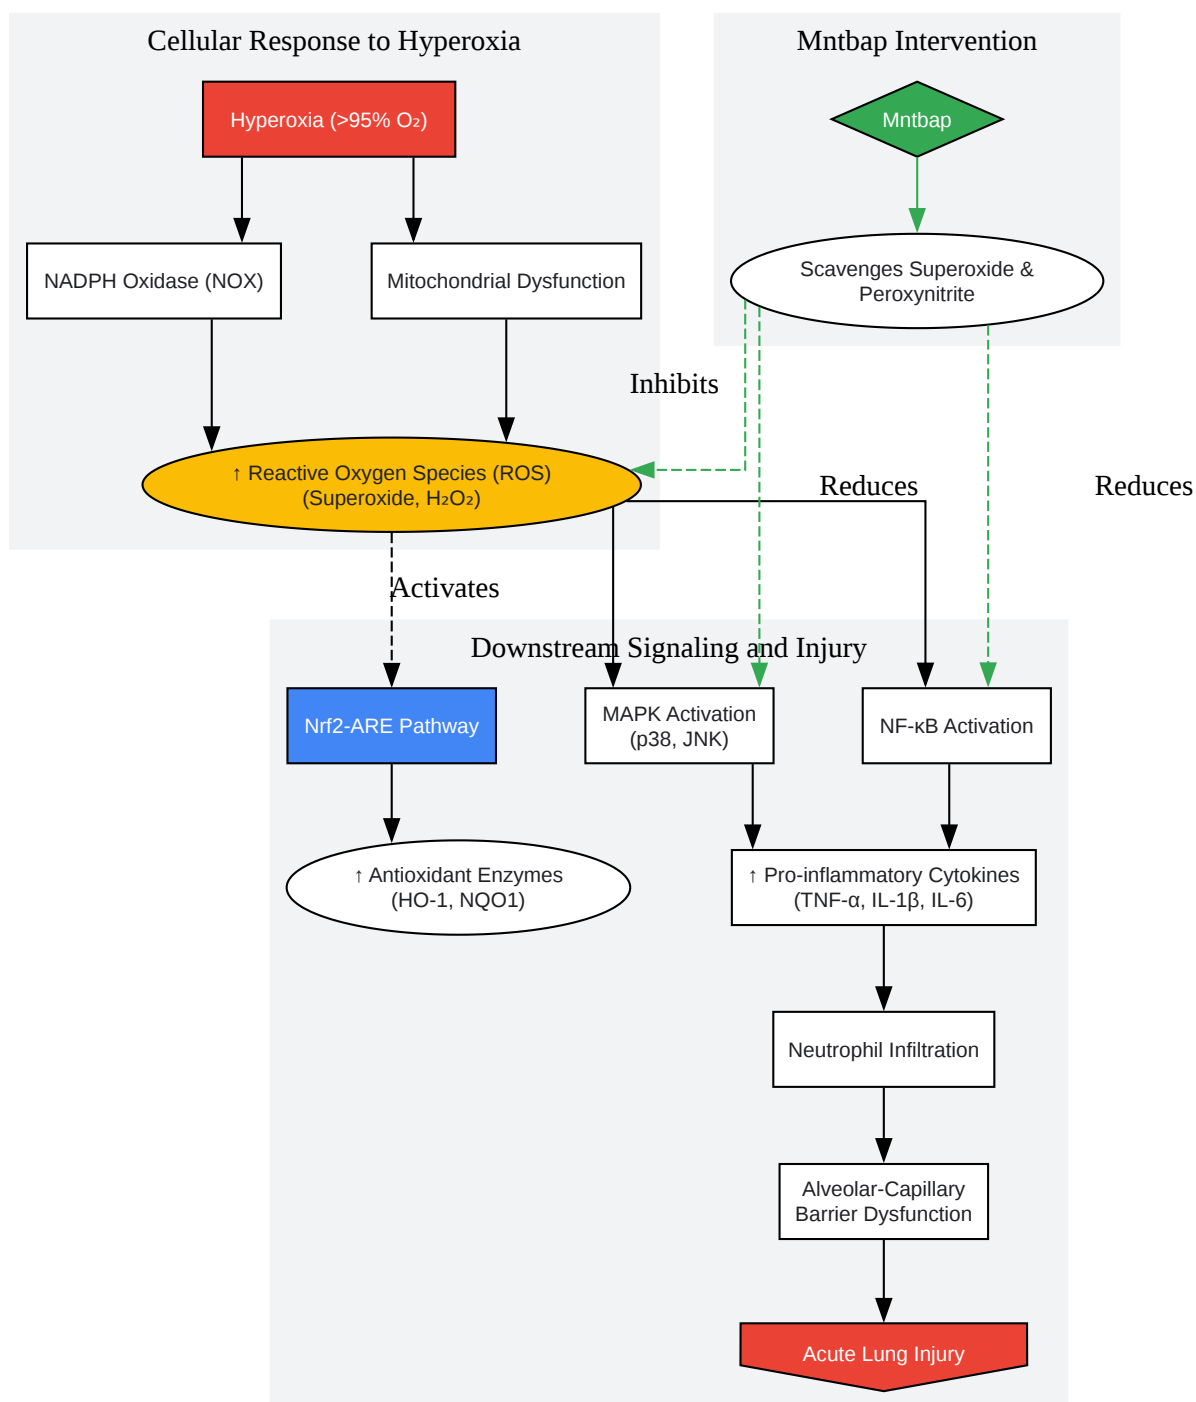 Cellular Response to Hyperoxia
Mntbap Intervention
Hyperoxia (>95% O₂)
Mntbap
NADPH Oxidase (NOX)
Mitochondrial Dysfunction
Scavenges Superoxide &
Peroxynitrite
Inhibits
↑ Reactive Oxygen Species (ROS)
(Superoxide, H₂O₂)
Reduces
Reduces
Activates
Downstream Signaling and Injury
Nrf2-ARE Pathway
MAPK Activation
(p38, JNK)
NF-κB Activation
↑ Antioxidant Enzymes
(HO-1, NQO1)
↑ Pro-inflammatory Cytokines
(TNF-α, IL-1β, IL-6)
Neutrophil Infiltration
Alveolar-Capillary
Barrier Dysfunction
Acute Lung Injury